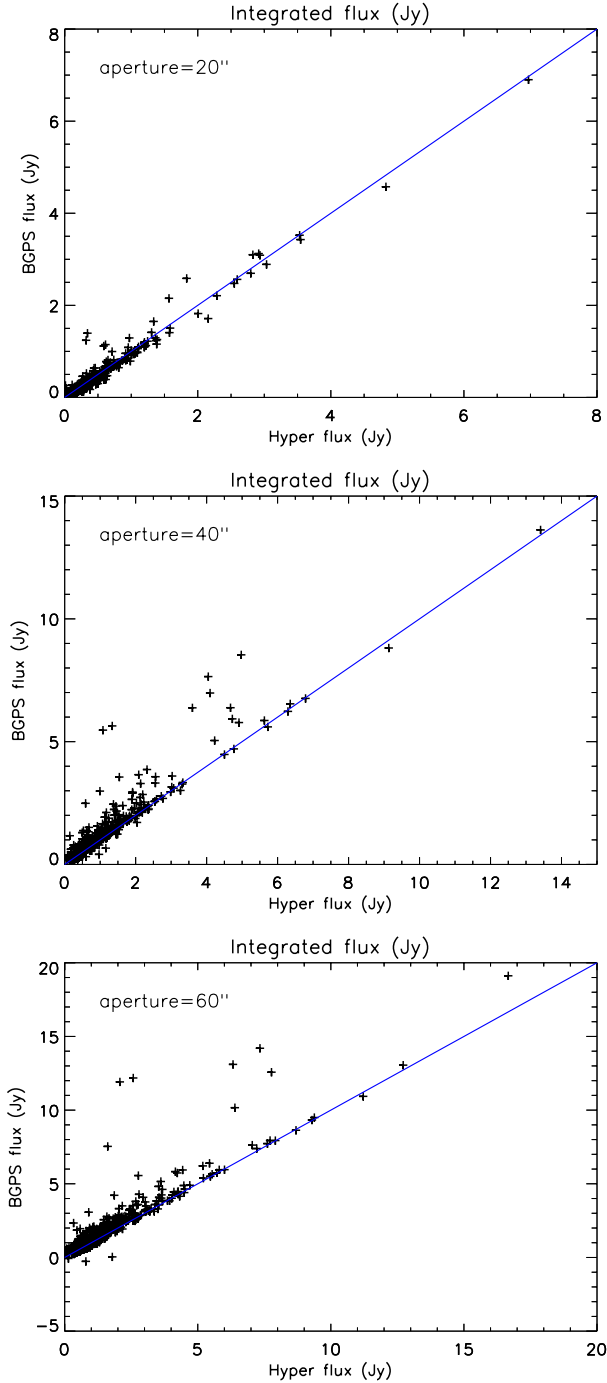 Integrated flux (Jy)
8
aperture=20"
6
BGPS flux (Jy)
4
2
0
0 2 4 6 8
Hyper flux (Jy)
Integrated flux (Jy)
15
aperture=40"
10
BGPS flux (Jy)
5
0
0 2 4 6 8 10 12 14
Hyper flux (Jy)
Integrated flux (Jy)
20
aperture=60"
15
10
BGPS flux (Jy)
5
0
-5
0 5 10 15 20
Hyper flux (Jy)